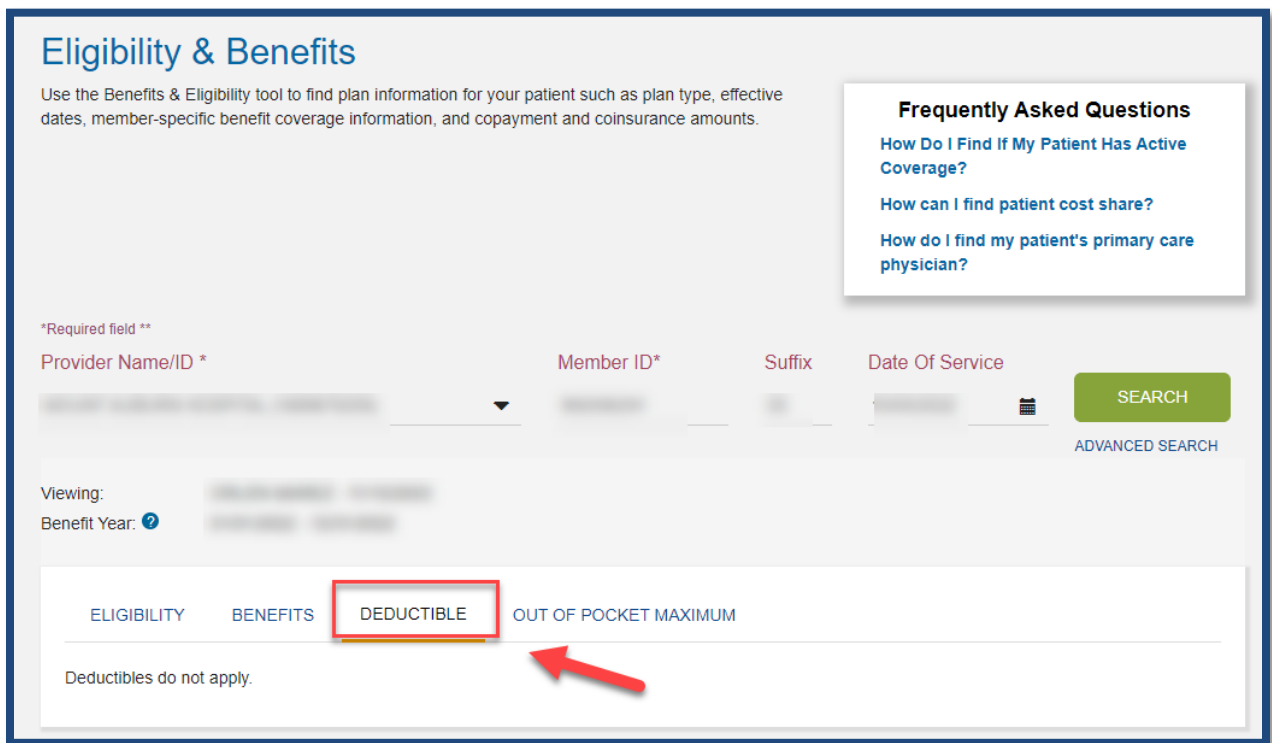 Eligibility & Benefits
Use the Benefits & Eligibility tool to find plan information for your patient such as plan type, effective
dates, member-specific benefit coverage information, and copayment and coinsurance amounts.
Frequently Asked Questions
How Do I Find If My Patient Has Active
Coverage?
How can I find patient cost share?
How do I find my patient's primary care
physician?
*Required field **
Provider Name/ID * Member ID* Suffix Date Of Service
SEARCH
ADVANCED SEARCH
Viewing:
Benefit Year: ?
ELIGIBILITY BENEFITS DEDUCTIBLE OUT OF POCKET MAXIMUM
Deductibles do not apply.